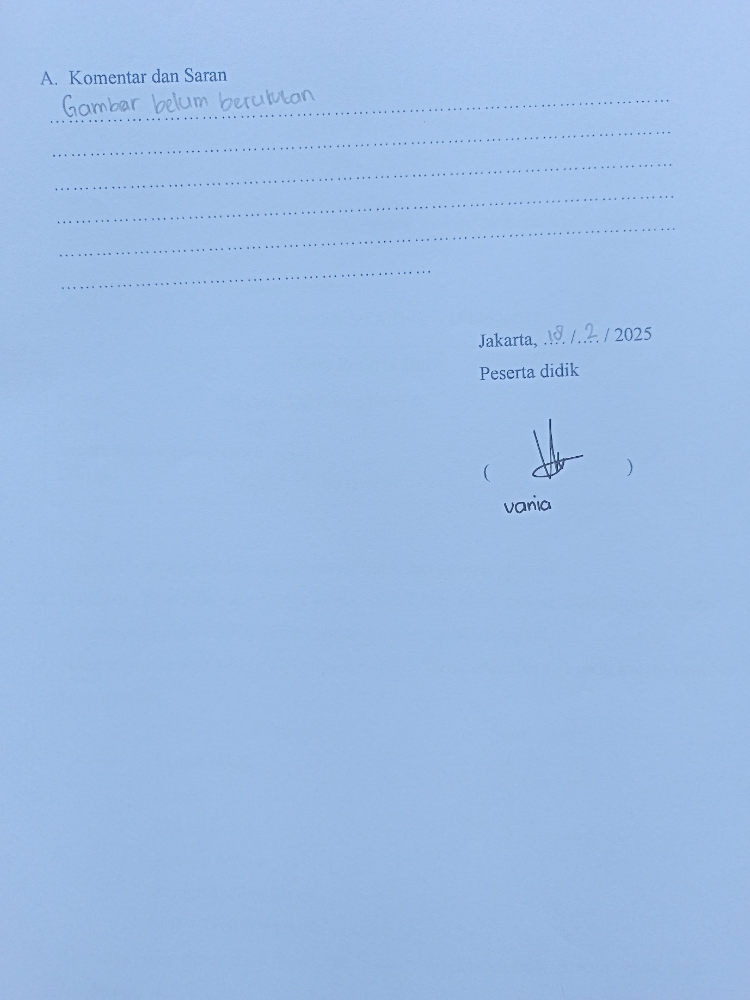 A. Komentar dan Saran
Gambar belum berurutan
........................................................................................................
........................................................................................................
........................................................................................................
........................................................................................................
........................................................................................................
..............................................................
Jakarta, 18 / 2 / 2025
Peserta didik
( )
vania